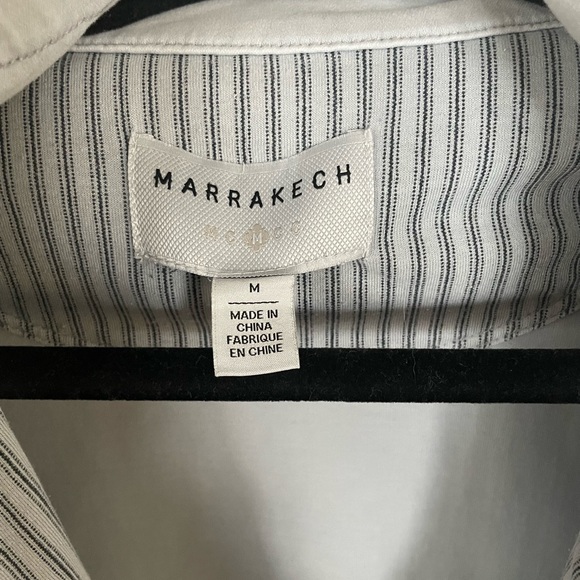 MARRAKECH
M
MADE IN
CHINA
FABRIQUE
EN CHINE